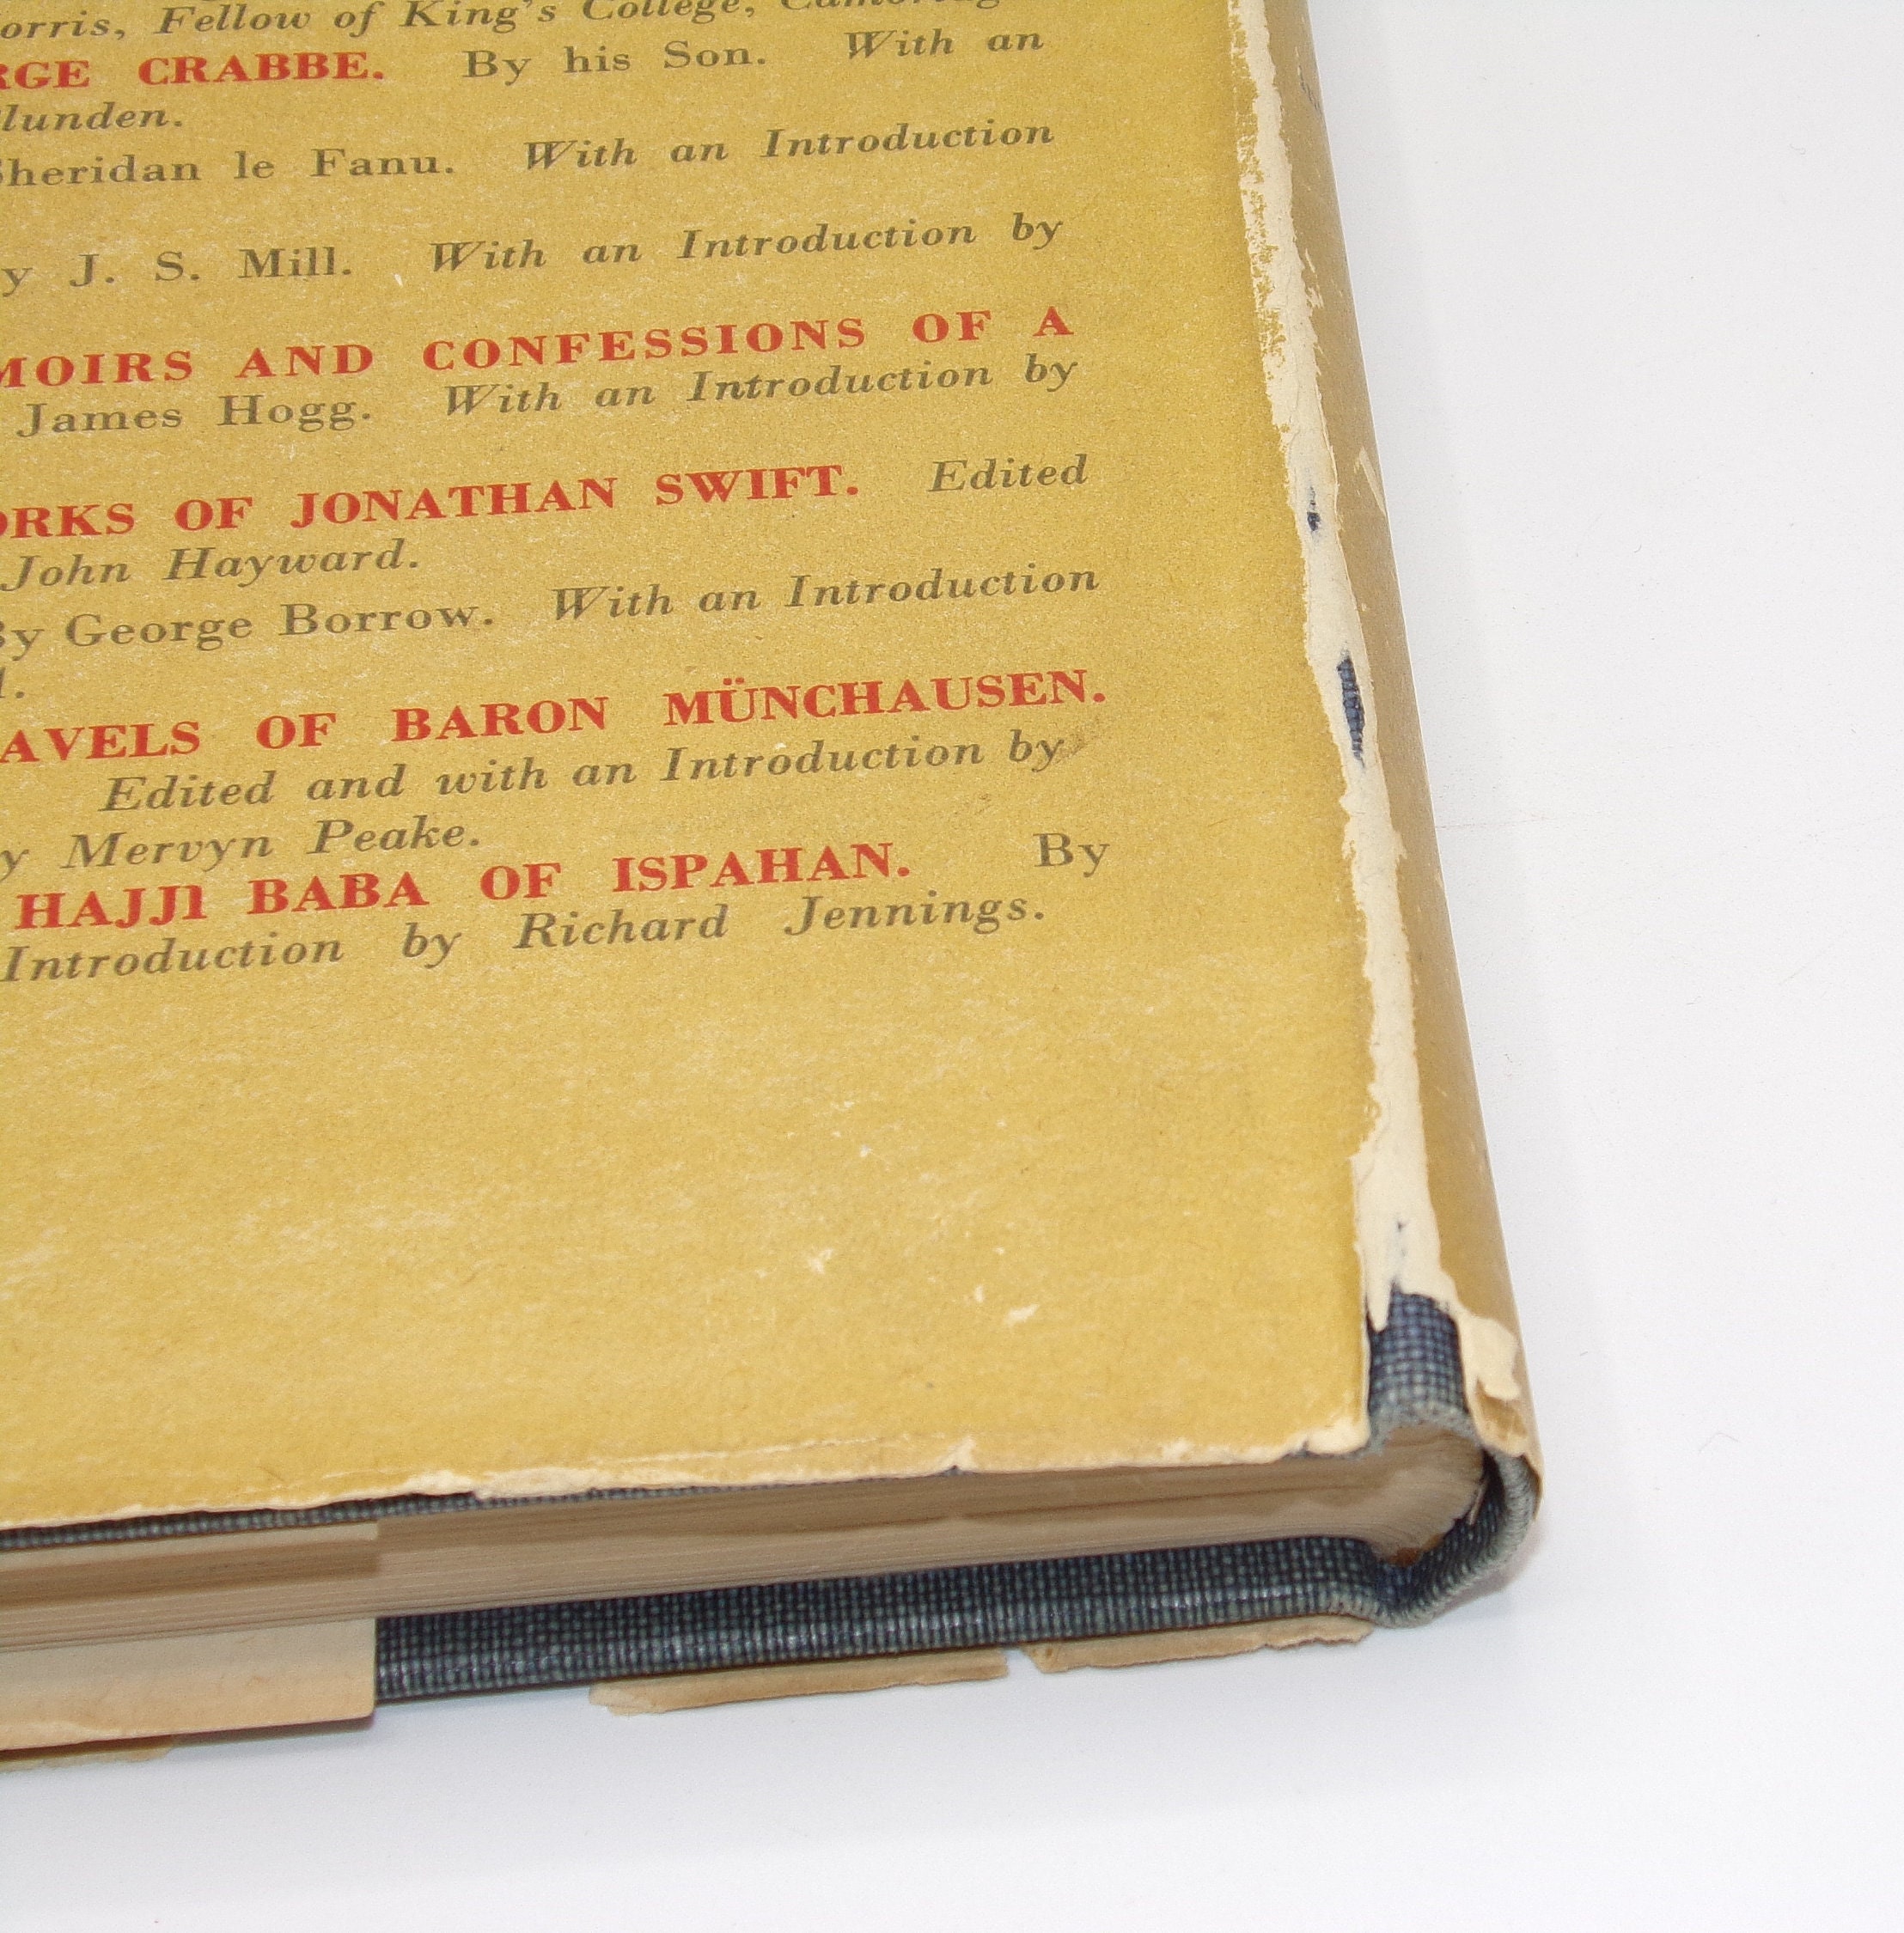 orris, Fellow of King's College,
RGE CRABBE. By his Son. With an
lunden.
Sheridan le Fanu. With an Introduction
y J. S. Mill. With an Introduction by
MOIRS AND CONFESSIONS OF A
James Hogg. With an Introduction by
ORKS OF JONATHAN SWIFT. Edited
John Hayward.
By George Borrow. With an Introduction
l.
AVELS OF BARON MÜNCHAUSEN.
Edited and with an Introduction by
y Mervyn Peake.
HAJJI BABA OF ISPAHAN. By
Introduction by Richard Jennings.